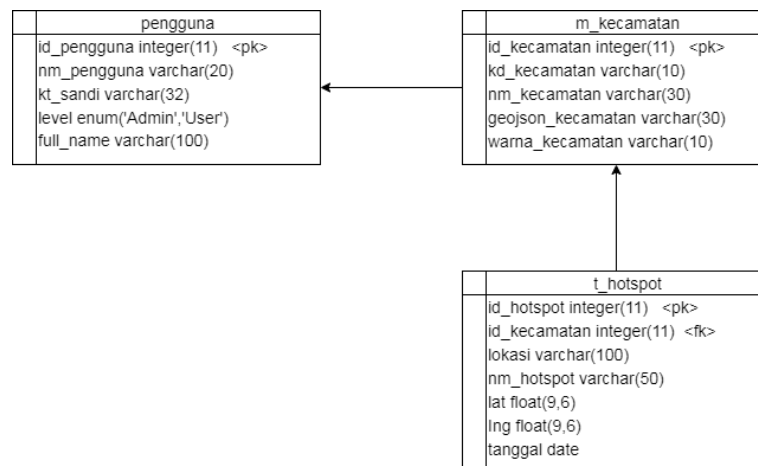 pengguna
id_pengguna integer(11) <pk>
nm_pengguna varchar(20)
kt_sandi varchar(32)
level enum('Admin','User')
full_name varchar(100)
m_kecamatan
id_kecamatan integer(11) <pk>
kd_kecamatan varchar(10)
nm_kecamatan varchar(30)
geojson_kecamatan varchar(30)
warna_kecamatan varchar(10)
t_hotspot
id_hotspot integer(11) <pk>
id_kecamatan integer(11) <fk>
lokasi varchar(100)
nm_hotspot varchar(50)
lat float(9,6)
lng float(9,6)
tanggal date